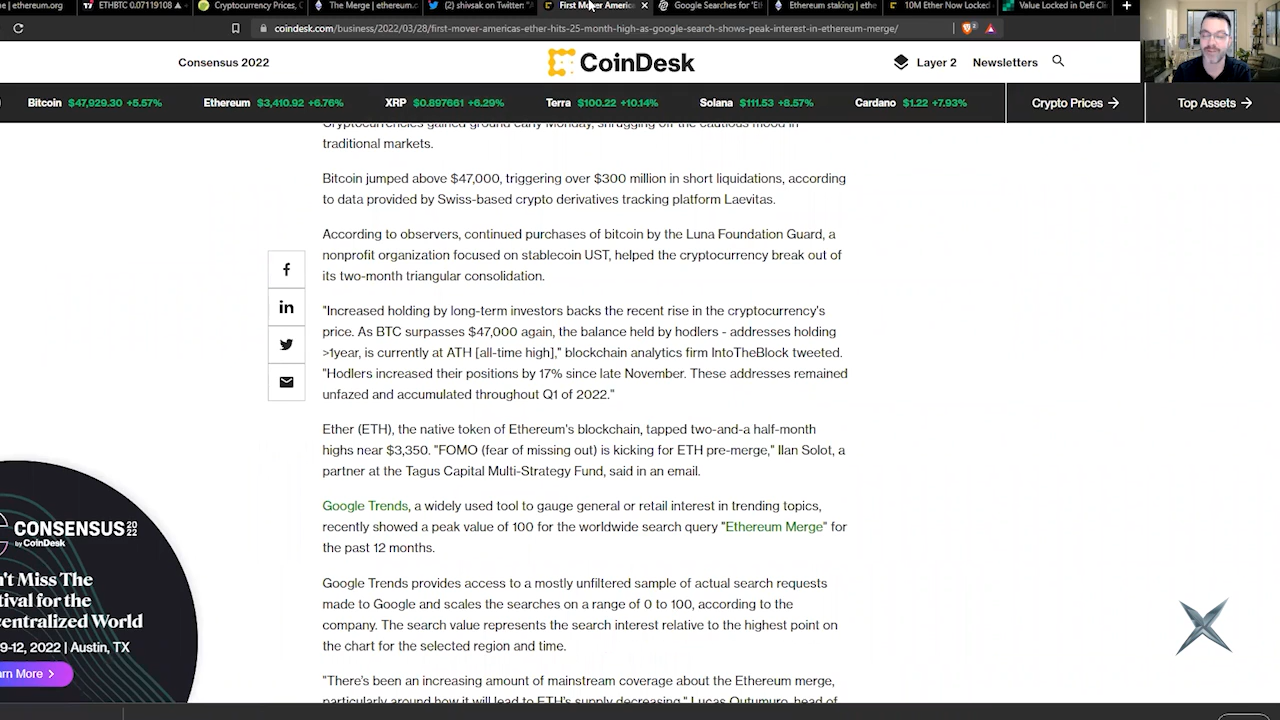 e | ethereum.org
ETHBTC 0.07119108
Cryptocurrency Prices, C
The Merge | ethereum.o
(2) shivsak on Twitter: "A
First Mover America
Google Searches for 'Et
Ethereum staking | ethe
10M Ether Now Locked
Value Locked in Defi Cli
coindesk.com/business/2022/03/28/first-mover-americas-ether-hits-25-month-high-as-google-search-shows-peak-interest-in-ethereum-merge/
Consensus 2022
CoinDesk
Layer 2
Newsletters
Bitcoin $47,929.30 +5.57%
Ethereum $3,410.92 +6.76%
XRP $0.897661 +6.29%
Terra $100.22 +10.14%
Solana $111.53 +8.57%
Cardano $1.22 +7.93%
Crypto Prices →
Top Assets →
Cryptocurrencies gained ground early Monday, shrugging off the cautious mood in
traditional markets.
Bitcoin jumped above $47,000, triggering over $300 million in short liquidations, according
to data provided by Swiss-based crypto derivatives tracking platform Laevitas.
According to observers, continued purchases of bitcoin by the Luna Foundation Guard, a
nonprofit organization focused on stablecoin UST, helped the cryptocurrency break out of
its two-month triangular consolidation.
"Increased holding by long-term investors backs the recent rise in the cryptocurrency's
price. As BTC surpasses $47,000 again, the balance held by hodlers - addresses holding
>1year, is currently at ATH [all-time high]," blockchain analytics firm IntoTheBlock tweeted.
"Hodlers increased their positions by 17% since late November. These addresses remained
unfazed and accumulated throughout Q1 of 2022."
Ether (ETH), the native token of Ethereum's blockchain, tapped two-and-a half-month
highs near $3,350. "FOMO (fear of missing out) is kicking for ETH pre-merge," Ilan Solot, a
partner at the Tagus Capital Multi-Strategy Fund, said in an email.
Google Trends, a widely used tool to gauge general or retail interest in trending topics,
recently showed a peak value of 100 for the worldwide search query "Ethereum Merge" for
the past 12 months.
Google Trends provides access to a mostly unfiltered sample of actual search requests
made to Google and scales the searches on a range of 0 to 100, according to the
company. The search value represents the search interest relative to the highest point on
the chart for the selected region and time.
"There's been an increasing amount of mainstream coverage about the Ethereum merge,
particularly around how it will lead to ETH's supply decreasing," Lucas Outumuro, head of
CONSENSUS 2022
by CoinDesk
n't Miss The
tival for the
centralized World
9-12, 2022 | Austin, TX
arn More >